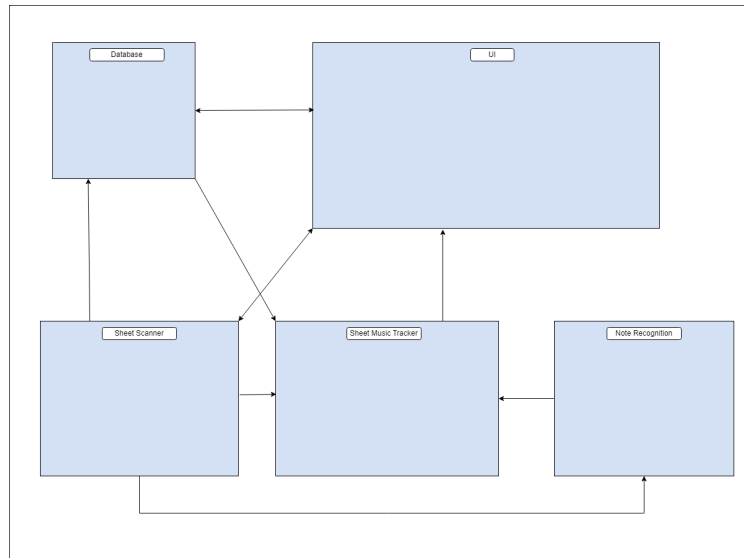 Database
UI
Sheet Scanner
Sheet Music Tracker
Note Recognition